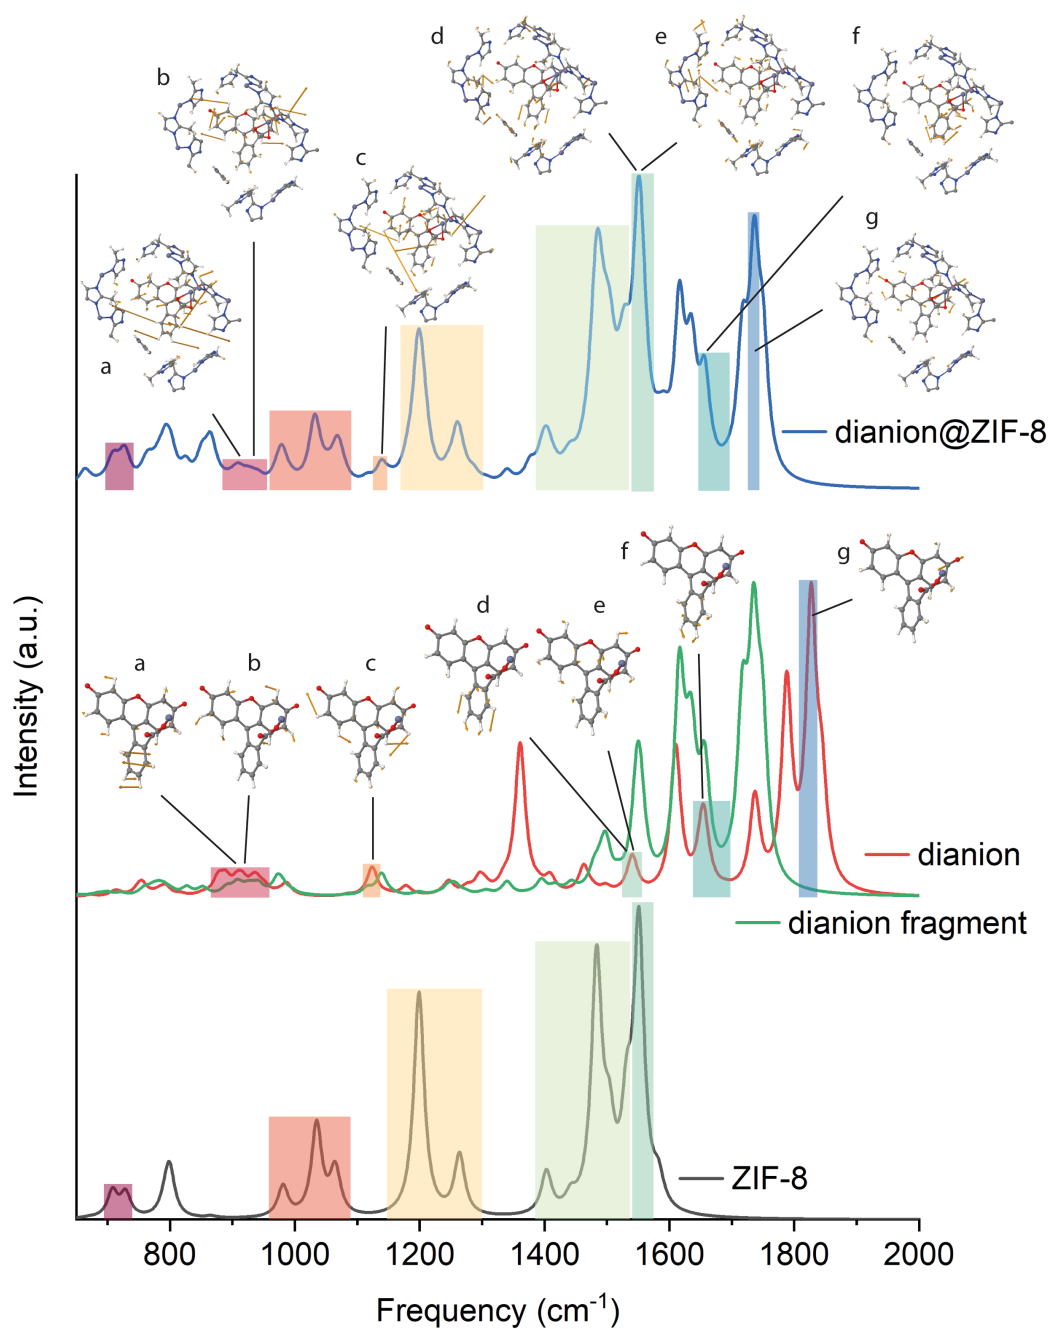 d
e
f
b
c
g
a
dianion@ZIF-8
f
g
d
e
a
b
c
dianion
dianion fragment
ZIF-8
Intensity (a.u.)
800 1000 1200 1400 1600 1800 2000
Frequency (cm⁻¹)